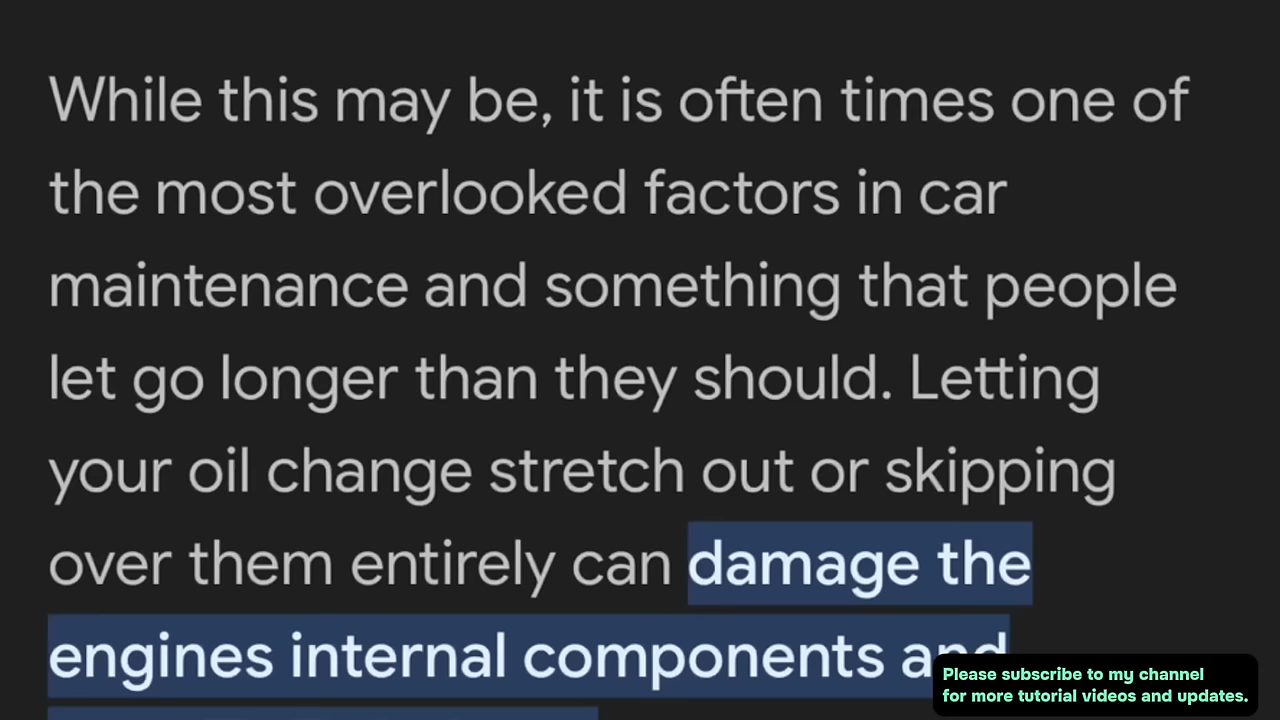 While this may be, it is often times one of
the most overlooked factors in car
maintenance and something that people
let go longer than they should. Letting
your oil change stretch out or skipping
over them entirely can damage the
engines internal components and
Please subscribe to my channel
for more tutorial videos and updates.